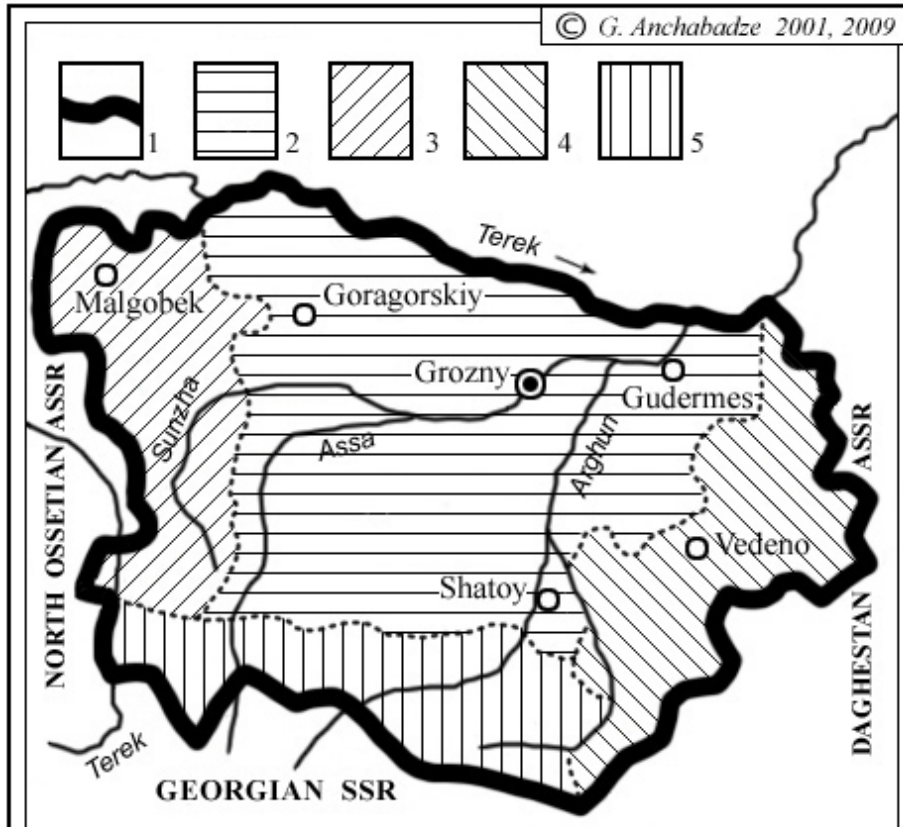 © G. Anchabadze 2001, 2009
1 2 3 4 5
Terek
Malgobek
Goragorskiy
Grozny
Gudermes
Sunzha
Assa
Arghun
NORTH OSSETIAN ASSR
DAGHESTAN ASSR
Vedeno
Shatoy
Terek
GEORGIAN SSR